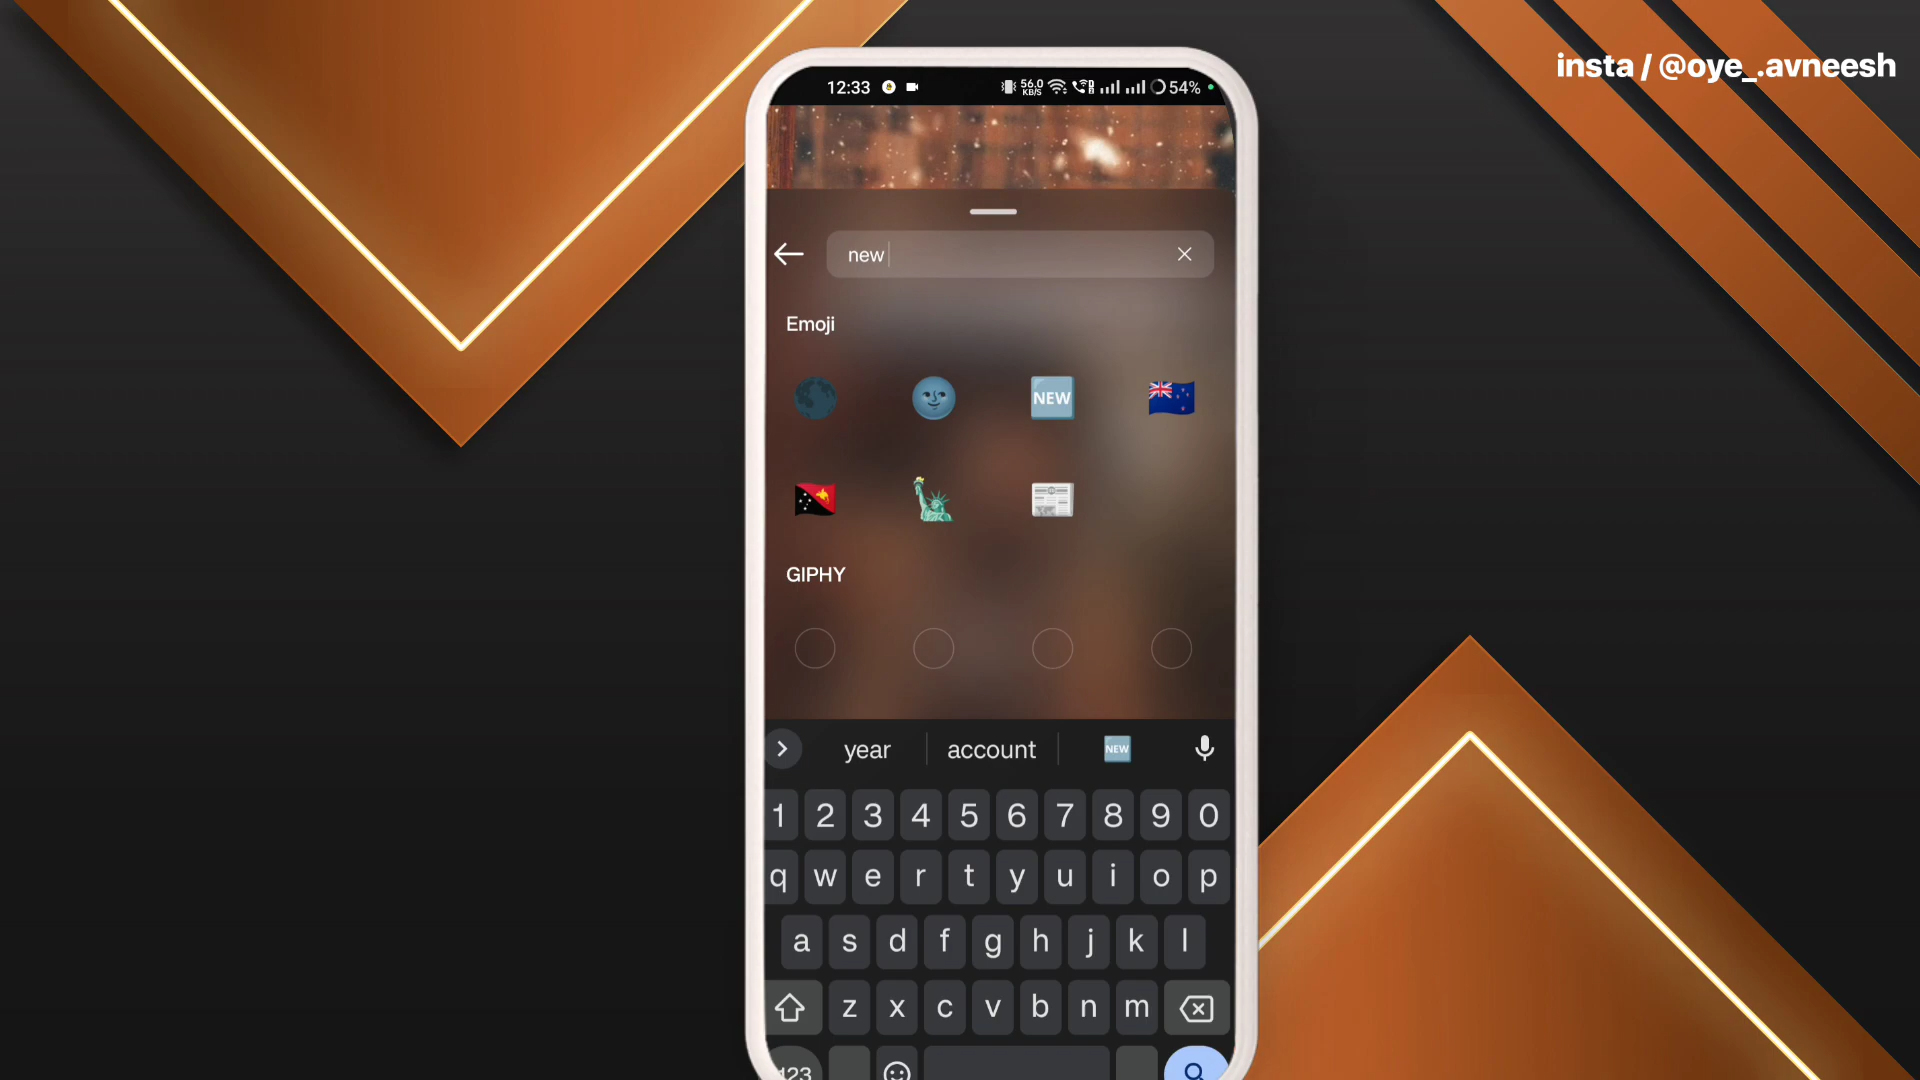 insta / @oye_.avneesh
12:33 56.0 KB/S 54%
new
Emoji
NEW
GIPHY
year account NEW
1 2 3 4 5 6 7 8 9 0
q w e r t y u i o p
a s d f g h j k l
z x c v b n m
123